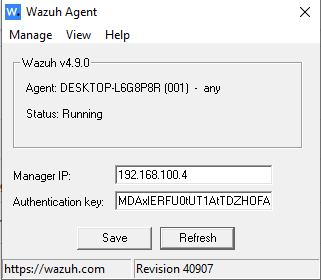 W. Wazuh Agent
Manage View Help
Wazuh v4.9.0
Agent: DESKTOP-L6G8P8R (001) - any
Status: Running
Manager IP: 192.168.100.4
Authentication key: MDAxIERFU0tUT1AtTDZHOFA
Save Refresh
https://wazuh.com Revision 40907